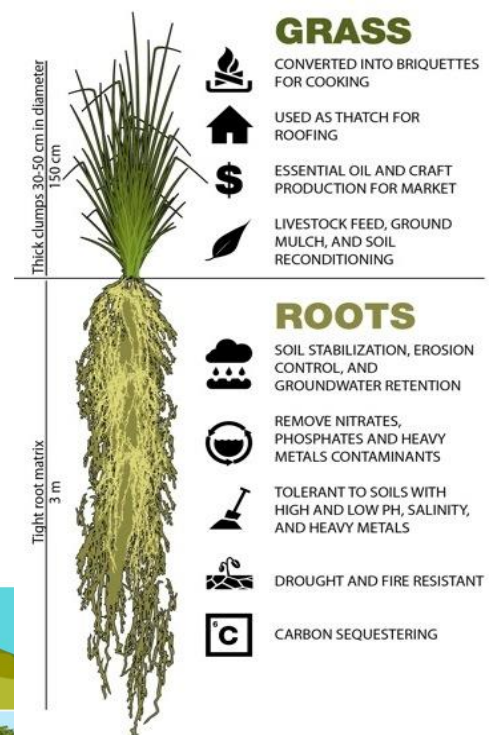 GRASS
CONVERTED INTO BRIQUETTES
FOR COOKING
USED AS THATCH FOR
ROOFING
$
ESSENTIAL OIL AND CRAFT
PRODUCTION FOR MARKET
LIVESTOCK FEED, GROUND
MULCH, AND SOIL
RECONDITIONING
Thick clumps 30-50 cm in diameter
150 cm
ROOTS
SOIL STABILIZATION, EROSION
CONTROL, AND
GROUNDWATER RETENTION
REMOVE NITRATES,
PHOSPHATES AND HEAVY
METALS CONTAMINANTS
TOLERANT TO SOILS WITH
HIGH AND LOW PH, SALINITY,
AND HEAVY METALS
DROUGHT AND FIRE RESISTANT
6
C
CARBON SEQUESTERING
Tight root matrix
3 m